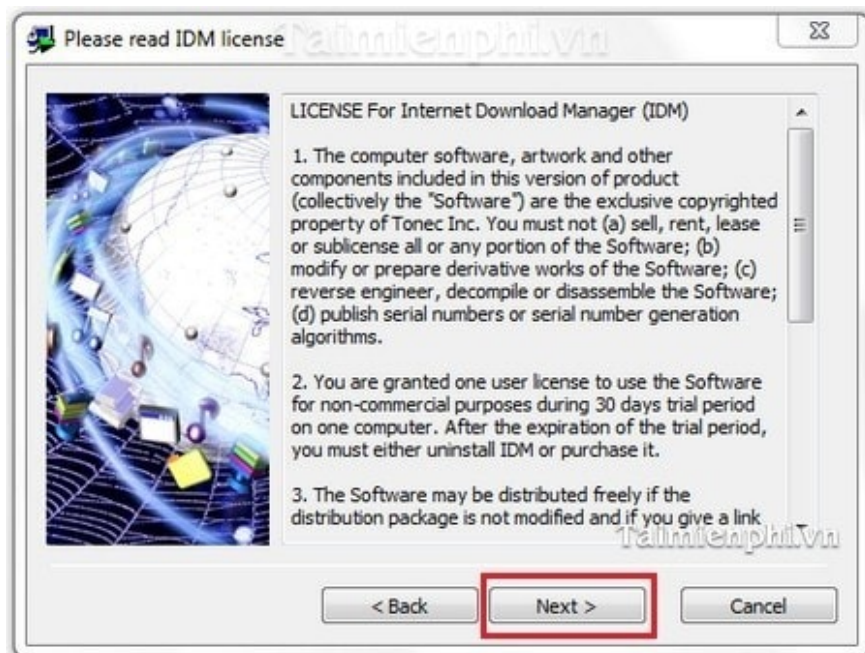 Please read IDM license
Taimienphi.vn
LICENSE For Internet Download Manager (IDM)
1. The computer software, artwork and other
components included in this version of product
(collectively the "Software") are the exclusive copyrighted
property of Tonec Inc. You must not (a) sell, rent, lease
or sublicense all or any portion of the Software; (b)
modify or prepare derivative works of the Software; (c)
reverse engineer, decompile or disassemble the Software;
(d) publish serial numbers or serial number generation
algorithms.
2. You are granted one user license to use the Software
for non-commercial purposes during 30 days trial period
on one computer. After the expiration of the trial period,
you must either uninstall IDM or purchase it.
3. The Software may be distributed freely if the
distribution package is not modified and if you give a link
Taimienphi.vn
< Back
Next >
Cancel